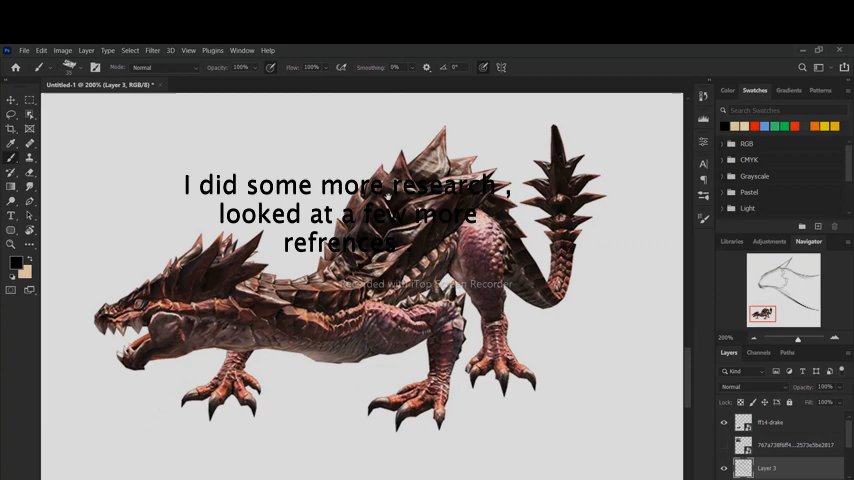 File Edit Image Layer Type Select Filter 3D View Plugins Window Help
Mode: Normal Opacity: 100% Flow: 100% Smoothing: 8% 0°
Untitled-1 @ 200% (Layer 3, RGB/8) *
I did some more research ,
looked at a few more
refrences
Recorded with iTop Screen Recorder
Color Swatches Gradients Patterns
Search Swatches
RGB
CMYK
Grayscale
Pastel
Light
Libraries Adjustments Navigator
200%
Layers Channels Paths
Kind
Normal Opacity: 100%
Lock: Fill: 100%
ff14-drake
Layer 3